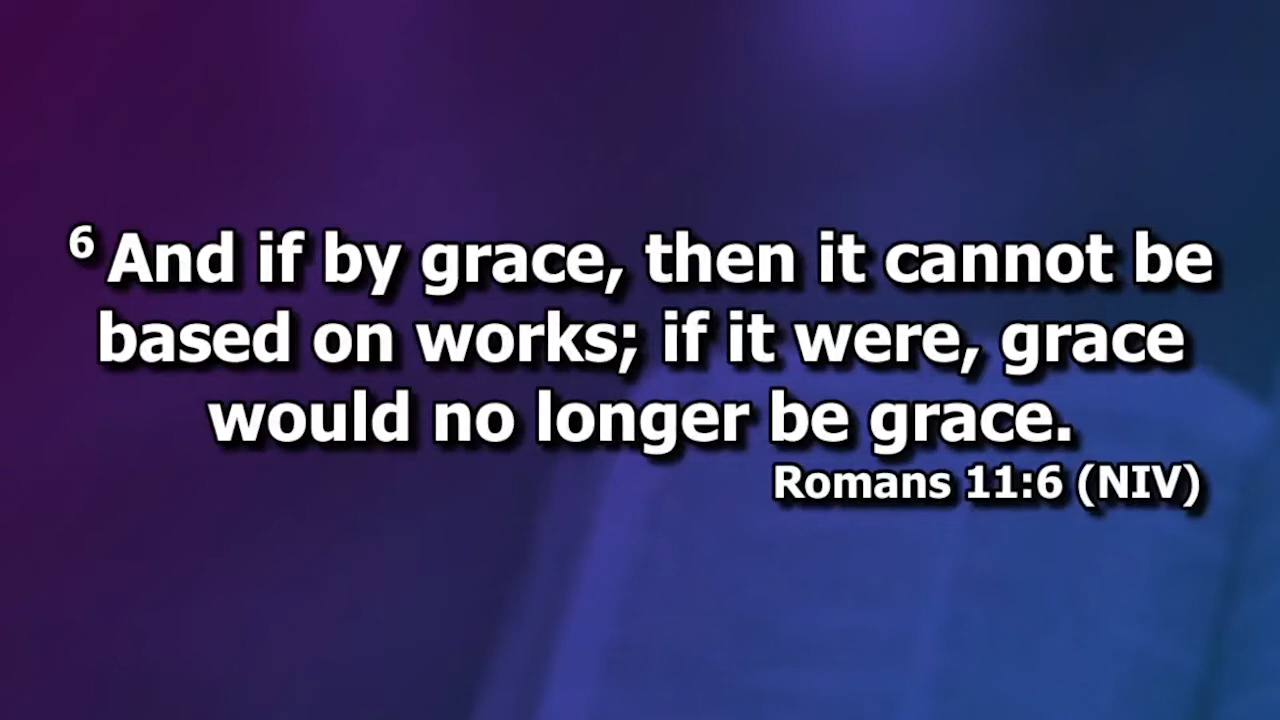 6 And if by grace, then it cannot be
based on works; if it were, grace
would no longer be grace.
Romans 11:6 (NIV)